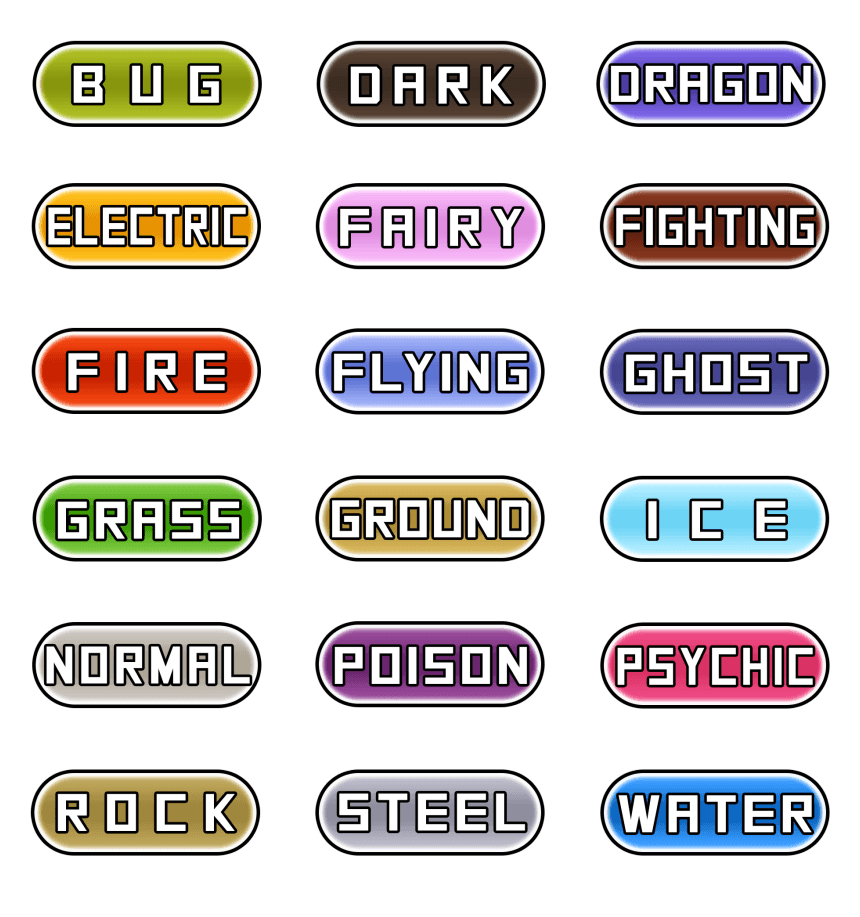 BUG DARK DRAGON
ELECTRIC FAIRY FIGHTING
FIRE FLYING GHOST
GRASS GROUND ICE
NORMAL POISON PSYCHIC
ROCK STEEL WATER